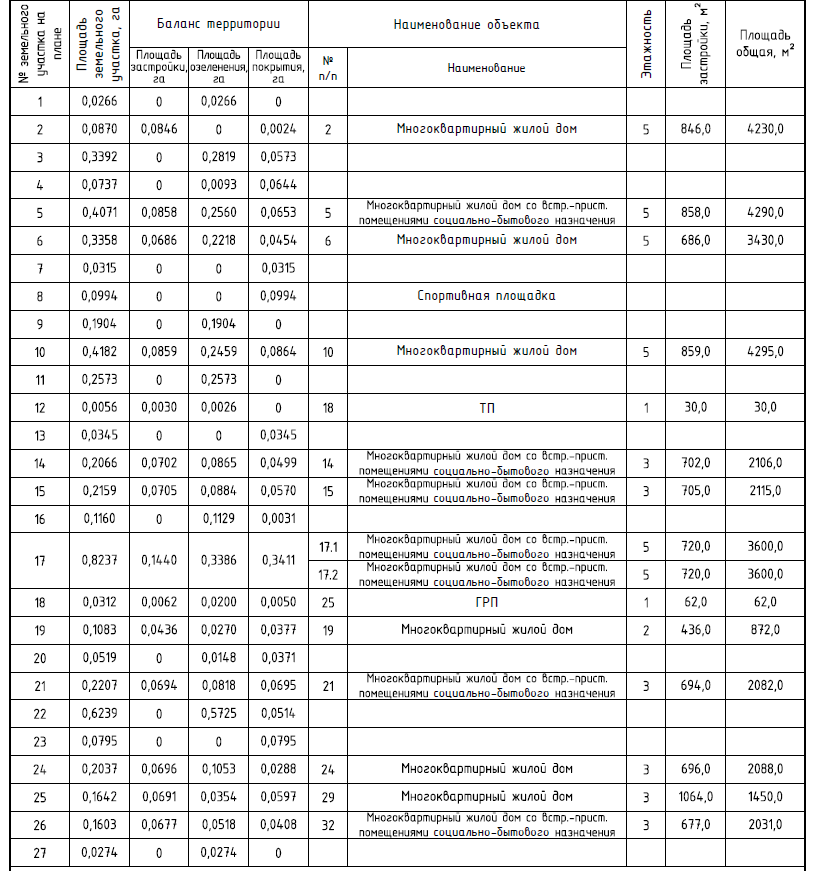 № земельного участка на плане
Площадь земельного участка, га
Баланс территории
Наименование объекта
Этажность
Площадь застройки, м²
Площадь общая, м²
Площадь застройки, га
Площадь озеленения, га
Площадь покрытия, га
№ п/п
Наименование
1 0,0266 0 0,0266 0
2 0,0870 0,0846 0 0,0024 2 Многоквартирный жилой дом 5 846,0 4230,0
3 0,3392 0 0,2819 0,0573
4 0,0737 0 0,0093 0,0644
5 0,4071 0,0858 0,2560 0,0653 5 Многоквартирный жилой дом со встр.-прист. помещениями социально-бытового назначения 5 858,0 4290,0
6 0,3358 0,0686 0,2218 0,0454 6 Многоквартирный жилой дом 5 686,0 3430,0
7 0,0315 0 0 0,0315
8 0,0994 0 0 0,0994 Спортивная площадка
9 0,1904 0 0,1904 0
10 0,4182 0,0859 0,2459 0,0864 10 Многоквартирный жилой дом 5 859,0 4295,0
11 0,2573 0 0,2573 0
12 0,0056 0,0030 0,0026 0 18 ТП 1 30,0 30,0
13 0,0345 0 0 0,0345
14 0,2066 0,0702 0,0865 0,0499 14 Многоквартирный жилой дом со встр.-прист. помещениями социально-бытового назначения 3 702,0 2106,0
15 0,2159 0,0705 0,0884 0,0570 15 Многоквартирный жилой дом со встр.-прист. помещениями социально-бытового назначения 3 705,0 2115,0
16 0,1160 0 0,1129 0,0031
17 0,8237 0,1440 0,3386 0,3411 17.1 Многоквартирный жилой дом со встр.-прист. помещениями социально-бытового назначения 5 720,0 3600,0
17.2 Многоквартирный жилой дом со встр.-прист. помещениями социально-бытового назначения 5 720,0 3600,0
18 0,0312 0,0062 0,0200 0,0050 25 ГРП 1 62,0 62,0
19 0,1083 0,0436 0,0270 0,0377 19 Многоквартирный жилой дом 2 436,0 872,0
20 0,0519 0 0,0148 0,0371
21 0,2207 0,0694 0,0818 0,0695 21 Многоквартирный жилой дом со встр.-прист. помещениями социально-бытового назначения 3 694,0 2082,0
22 0,6239 0 0,5725 0,0514
23 0,0795 0 0 0,0795
24 0,2037 0,0696 0,1053 0,0288 24 Многоквартирный жилой дом 3 696,0 2088,0
25 0,1642 0,0691 0,0354 0,0597 29 Многоквартирный жилой дом 3 1064,0 1450,0
26 0,1603 0,0677 0,0518 0,0408 32 Многоквартирный жилой дом со встр.-прист. помещениями социально-бытового назначения 3 677,0 2031,0
27 0,0274 0 0,0274 0